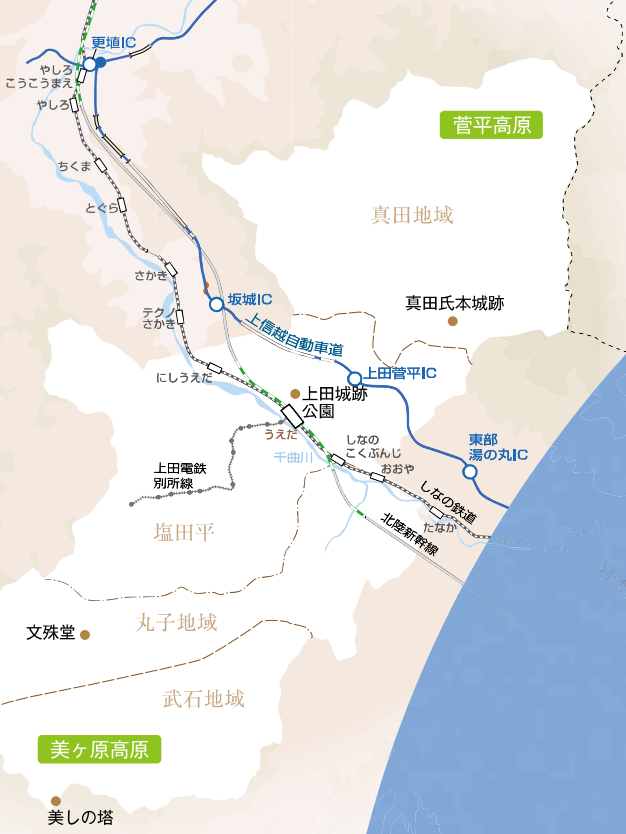 更埴IC
やしろ
こうこうまえ
やしろ
菅平高原
ちくま
とぐら
真田地域
さかき
坂城IC
真田氏本城跡
テクノ
さかき
上信越自動車道
にしうえだ
上田菅平IC
上田城跡
公園
うえだ
しなの
こくぶんじ
東部
湯の丸IC
千曲川
おおや
上田電鉄
別所線
しなの鉄道
たなか
北陸新幹線
塩田平
丸子地域
文殊堂
武石地域
美ヶ原高原
美しの塔